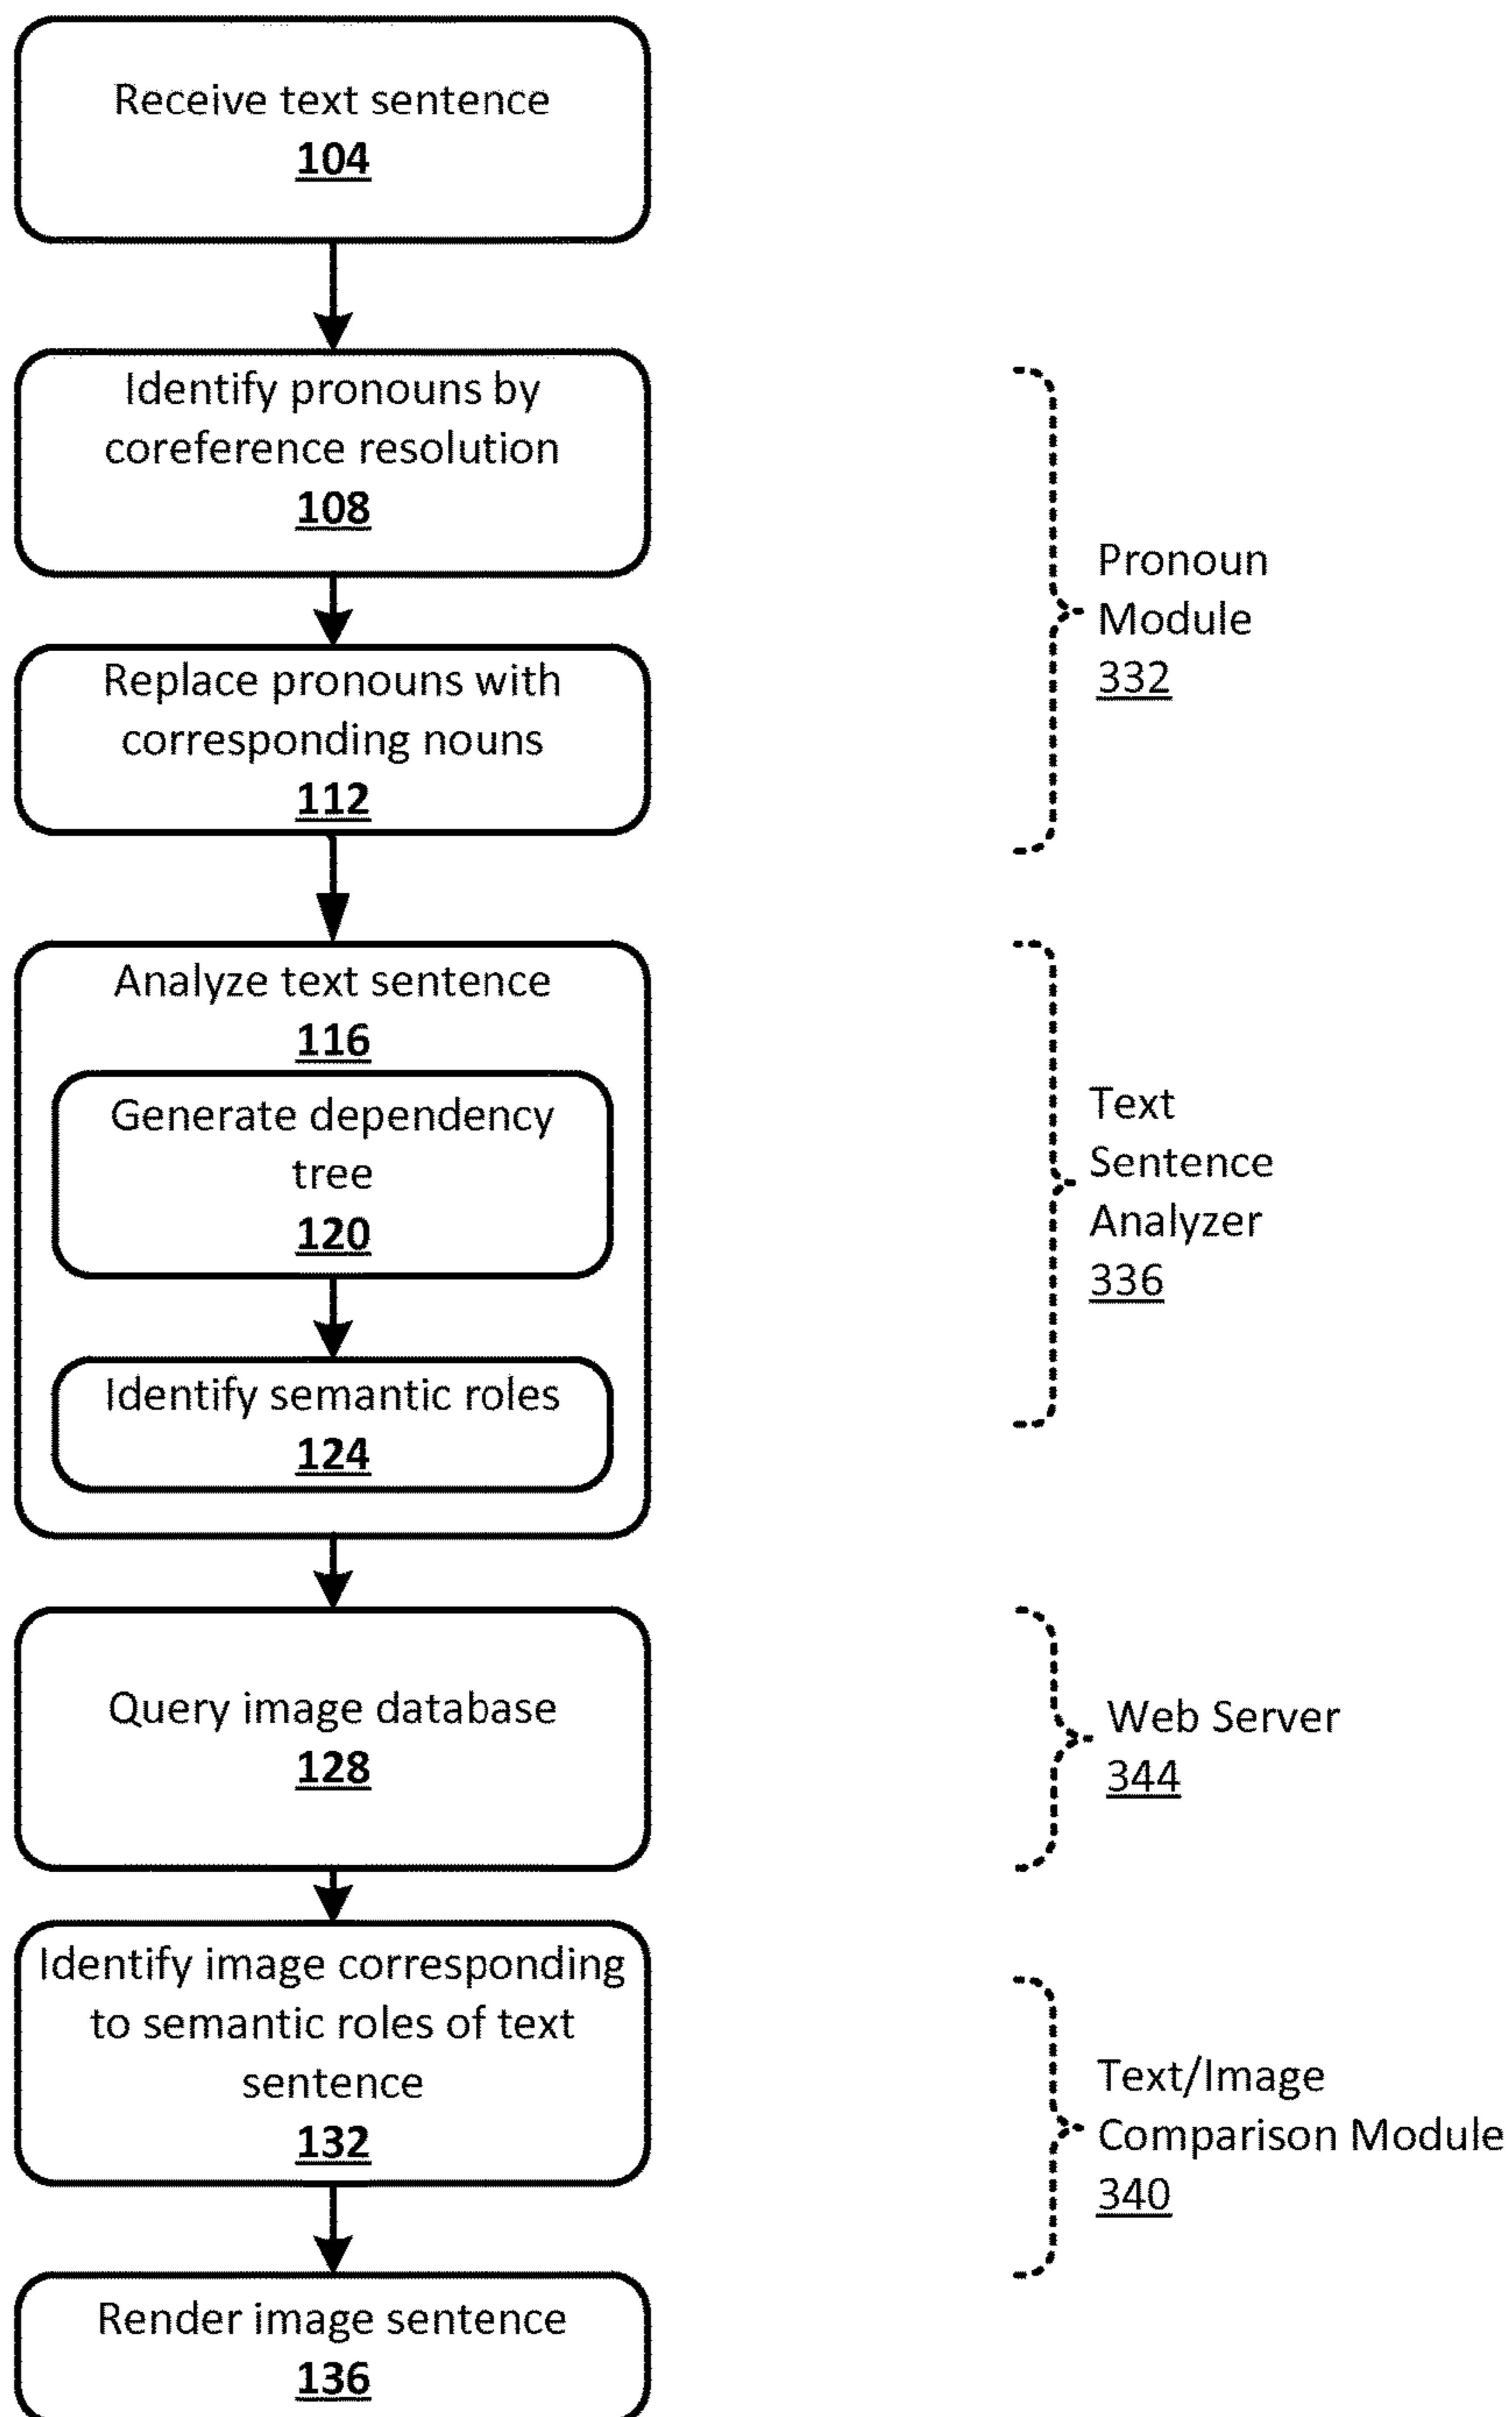 Receive text sentence
104
Identify pronouns by
coreference resolution
108
Replace pronouns with
corresponding nouns
112
Pronoun
Module
332
Analyze text sentence
116
Generate dependency
tree
120
Identify semantic roles
124
Text
Sentence
Analyzer
336
Query image database
128
Web Server
344
Identify image corresponding
to semantic roles of text
sentence
132
Text/Image
Comparison Module
340
Render image sentence
136